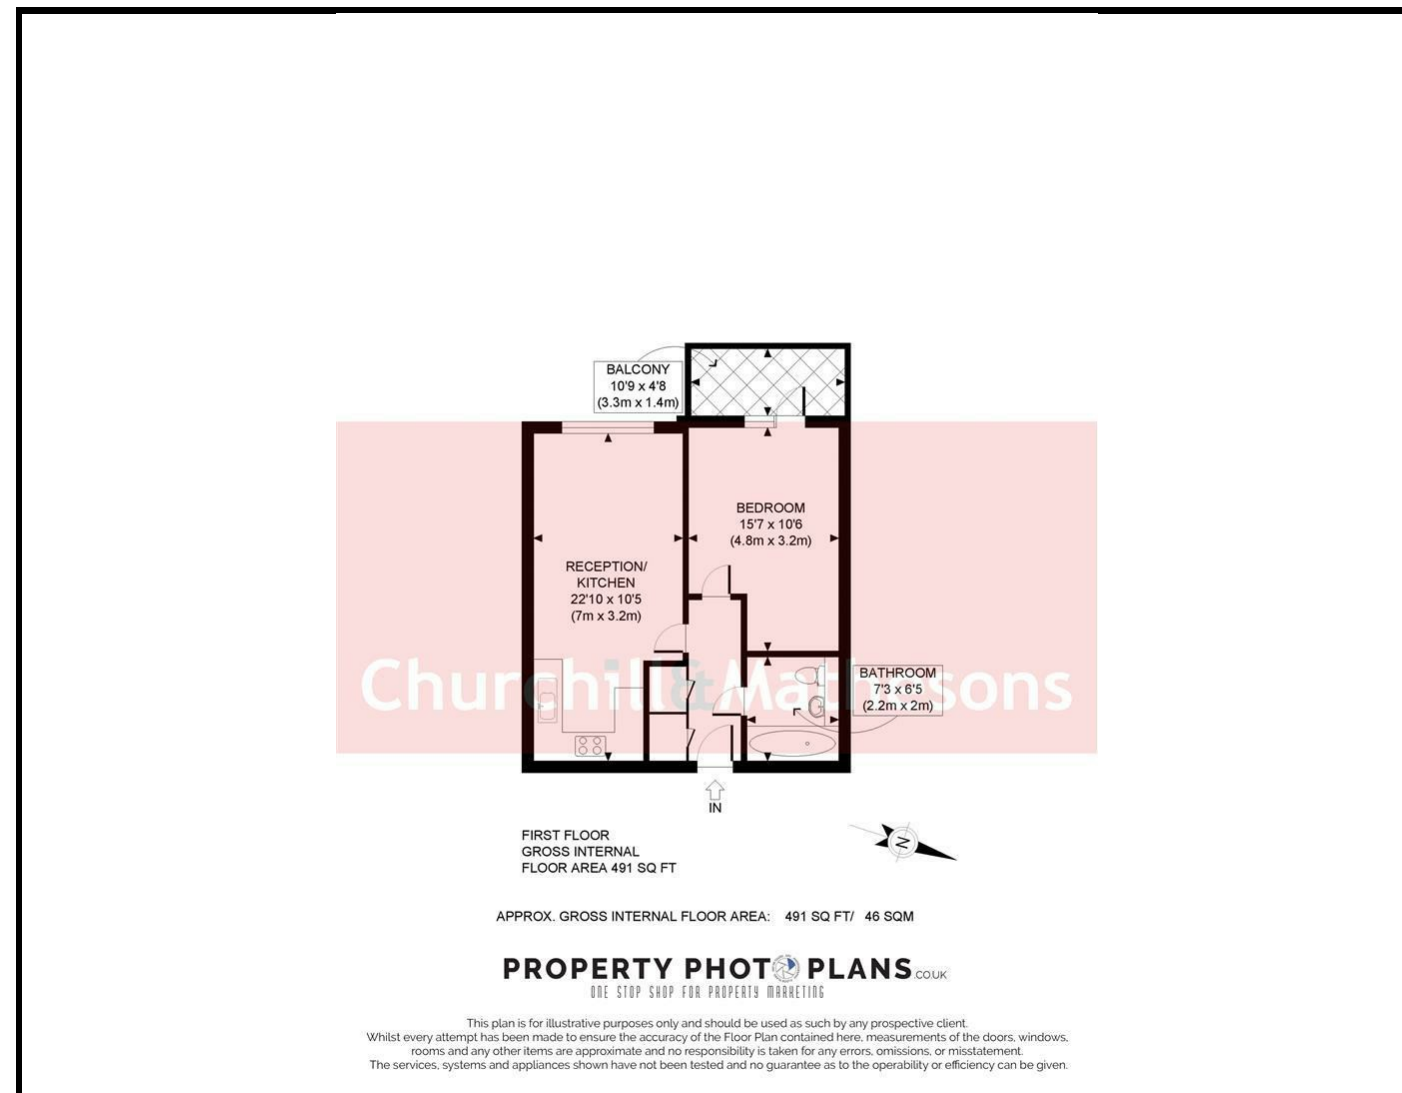 BALCONY
10'9 x 4'8
(3.3m x 1.4m)
BEDROOM
15'7 x 10'6
(4.8m x 3.2m)
RECEPTION/
KITCHEN
22'10 x 10'5
(7m x 3.2m)
Churchill&Mathesons
BATHROOM
7'3 x 6'5
(2.2m x 2m)
IN
FIRST FLOOR
GROSS INTERNAL
FLOOR AREA 491 SQ FT
N
APPROX. GROSS INTERNAL FLOOR AREA: 491 SQ FT/ 46 SQM
PROPERTY PHOTO PLANS.CO.UK
ONE STOP SHOP FOR PROPERTY MARKETING
This plan is for illustrative purposes only and should be used as such by any prospective client.
Whilst every attempt has been made to ensure the accuracy of the Floor Plan contained here, measurements of the doors, windows,
rooms and any other items are approximate and no responsibility is taken for any errors, omissions, or misstatement.
The services, systems and appliances shown have not been tested and no guarantee as to the operability or efficiency can be given.